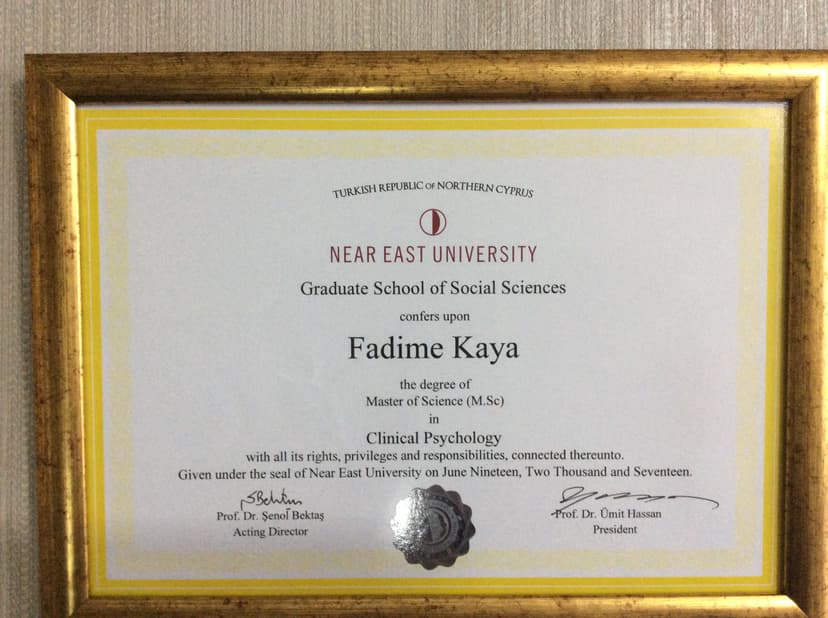 TURKISH REPUBLIC OF NORTHERN CYPRUS
NEAR EAST UNIVERSITY
Graduate School of Social Sciences
confers upon
Fadime Kaya
the degree of
Master of Science (M.Sc)
in
Clinical Psychology
with all its rights, privileges and responsibilities, connected thereunto.
Given under the seal of Near East University on June Nineteen, Two Thousand and Seventeen.
Prof. Dr. Şenol Bektaş
Acting Director
Prof. Dr. Ümit Hassan
President